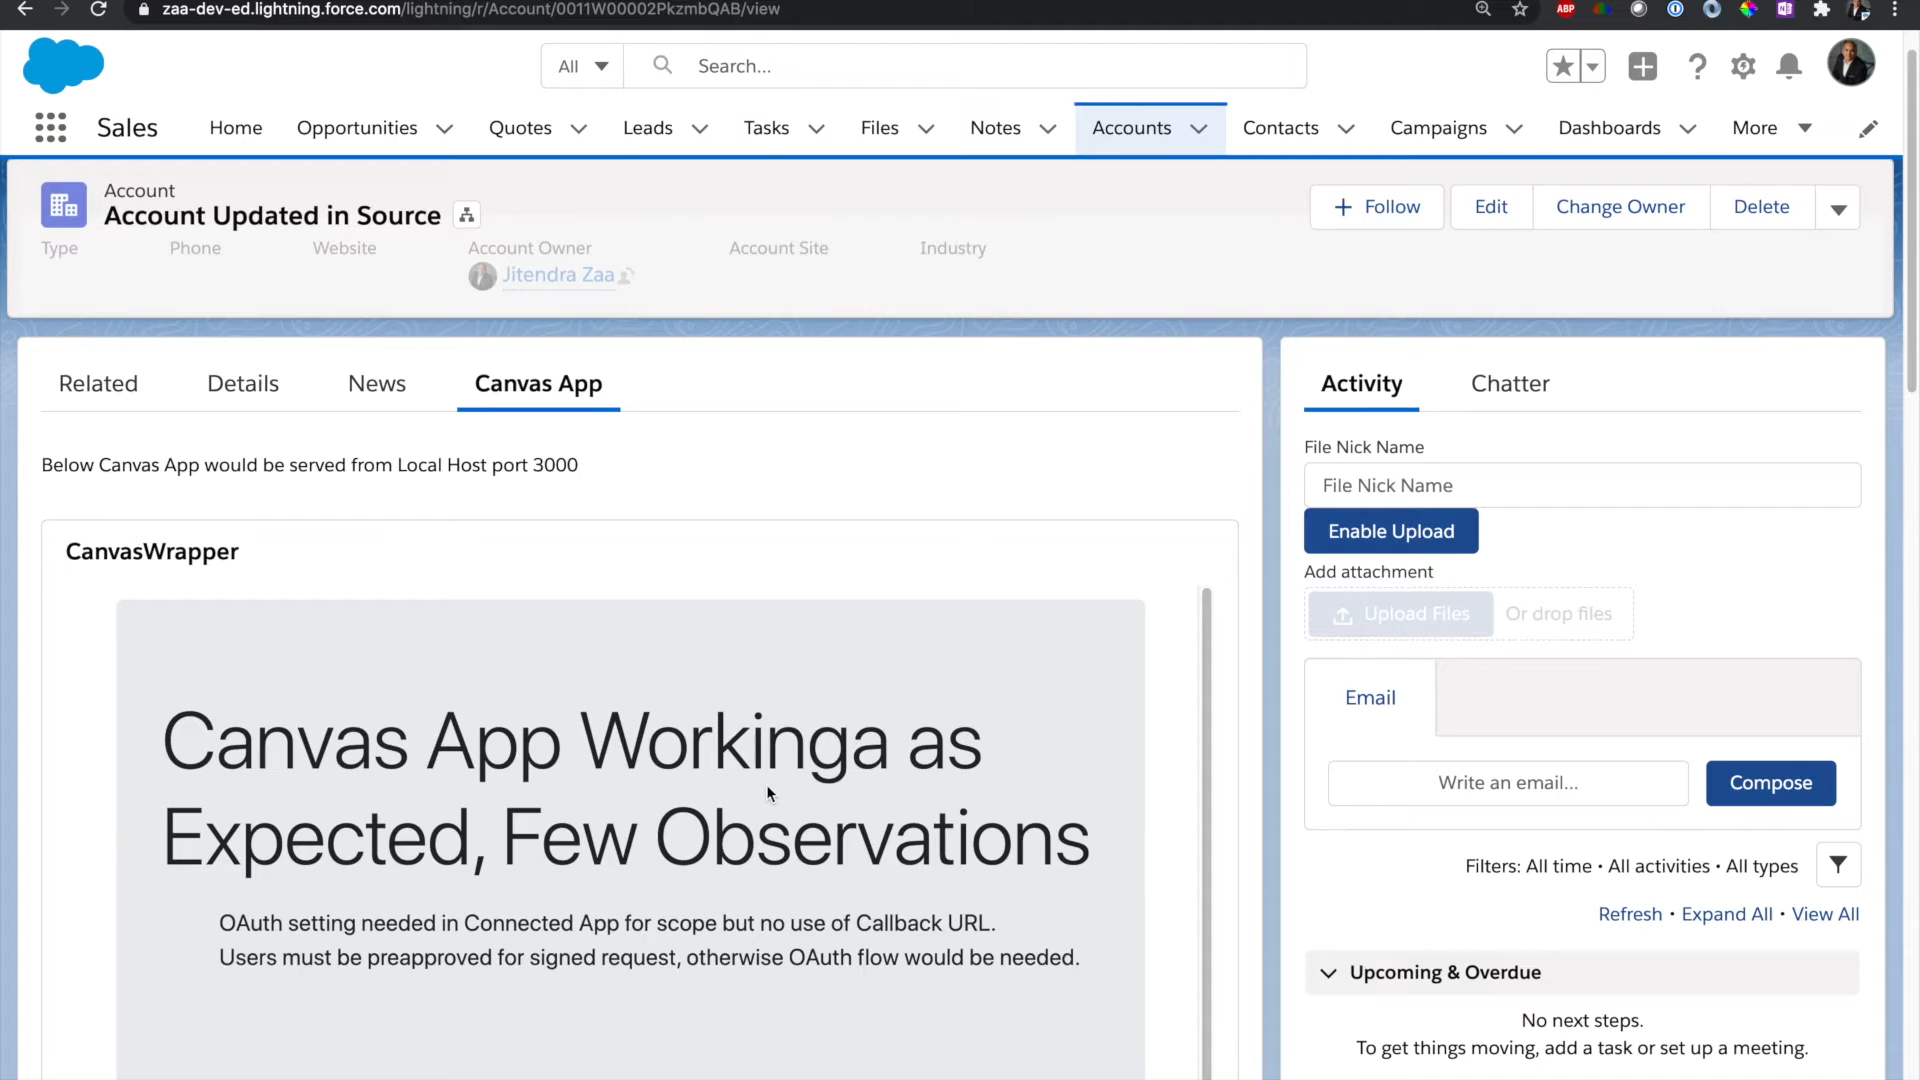 zaa-dev-ed.lightning.force.com/lightning/r/Account/0011W00002PkzmbQAB/view
ABP
All
Search...
Sales
Home
Opportunities
Quotes
Leads
Tasks
Files
Notes
Accounts
Contacts
Campaigns
Dashboards
More
Account
Account Updated in Source
+ Follow
Edit
Change Owner
Delete
Type
Phone
Website
Account Owner
Account Site
Industry
Jitendra Zaa
Related
Details
News
Canvas App
Below Canvas App would be served from Local Host port 3000
CanvasWrapper
Canvas App Workinga as
Expected, Few Observations
OAuth setting needed in Connected App for scope but no use of Callback URL.
Users must be preapproved for signed request, otherwise OAuth flow would be needed.
Activity
Chatter
File Nick Name
File Nick Name
Enable Upload
Add attachment
Upload Files
Or drop files
Email
Write an email...
Compose
Filters: All time • All activities • All types
Refresh • Expand All • View All
Upcoming & Overdue
No next steps.
To get things moving, add a task or set up a meeting.